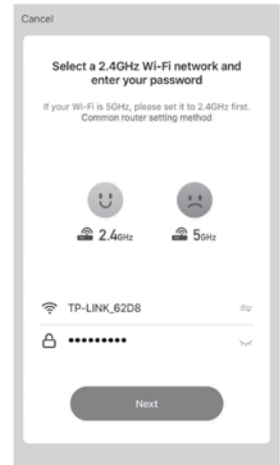 Cancel
Select a 2.4GHz Wi-Fi network and
enter your password
If your Wi-Fi is 5GHz, please set it to 2.4GHz first.
Common router setting method
2.4GHz
5GHz
TP-LINK_62D8
•••••••••
Next